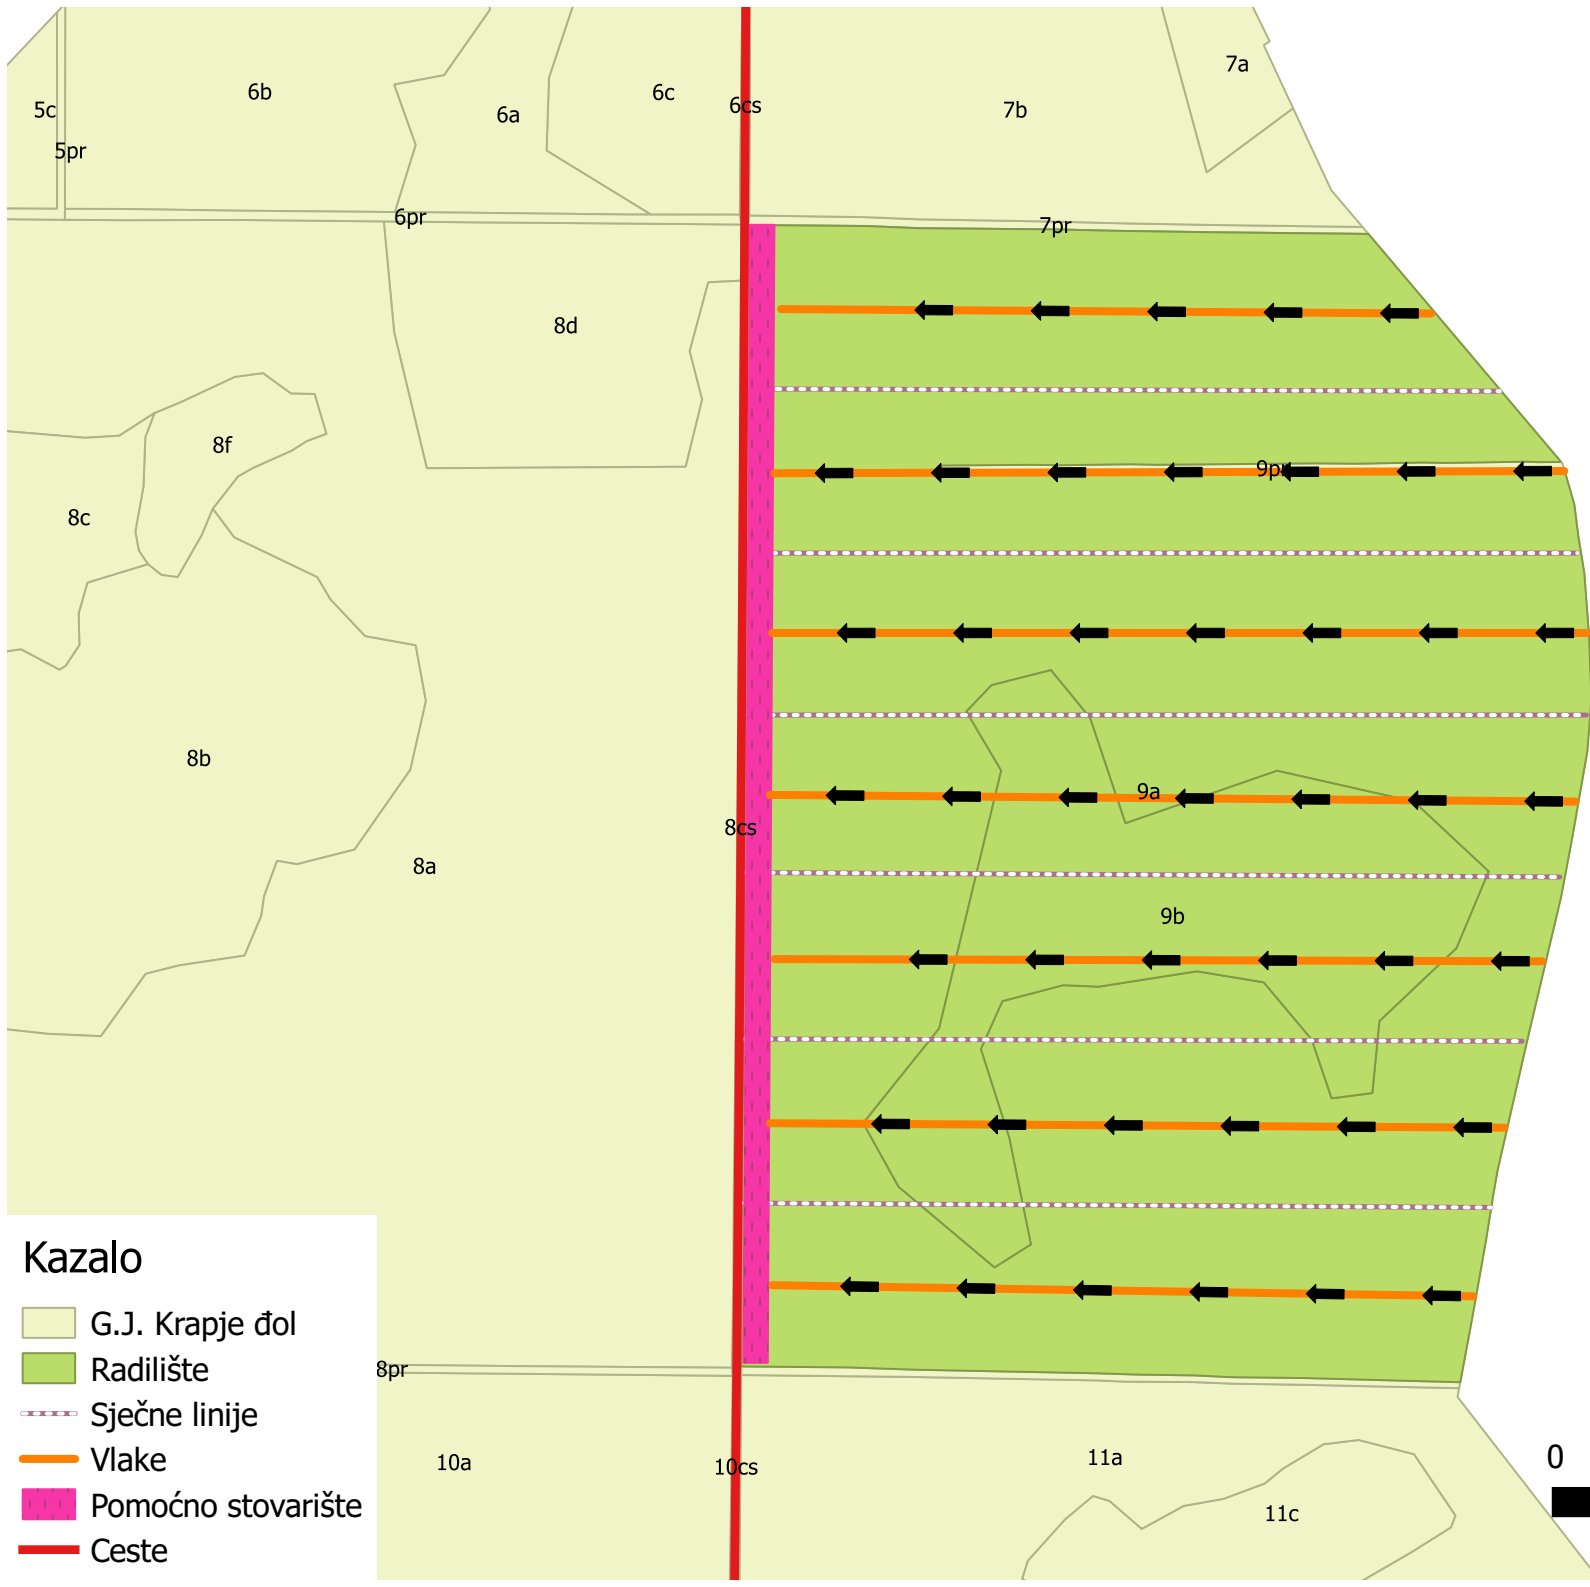 7a
6b
6c
5c
6cs
7b
6a
5pr
6pr
7pr
8d
8f
9pr
8c
8b
9a
8cs
8a
9b
Kazalo
G.J. Krapje đol
Radilište
Sječne linije
Vlake
Pomoćno stovarište
Ceste
8pr
10a
10cs
11a
11c
0